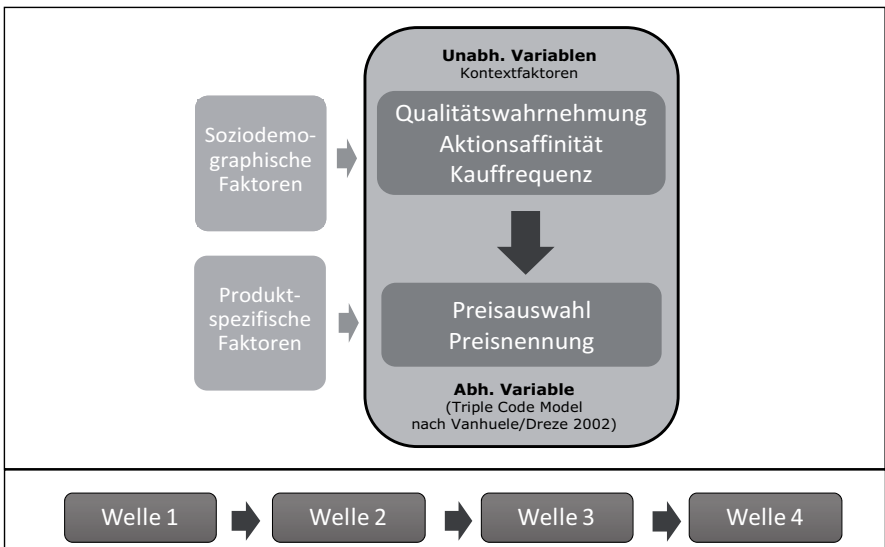 Unabh. Variablen
Kontextfaktoren
Qualitätswahrnehmung
Aktionsaffinität
Kauffrequenz
Soziodemo-
graphische
Faktoren
Produkt-
spezifische
Faktoren
Preisauswahl
Preisnennung
Abh. Variable
(Triple Code Model
nach Vanhuele/Dreze 2002)
Welle 1
Welle 2
Welle 3
Welle 4